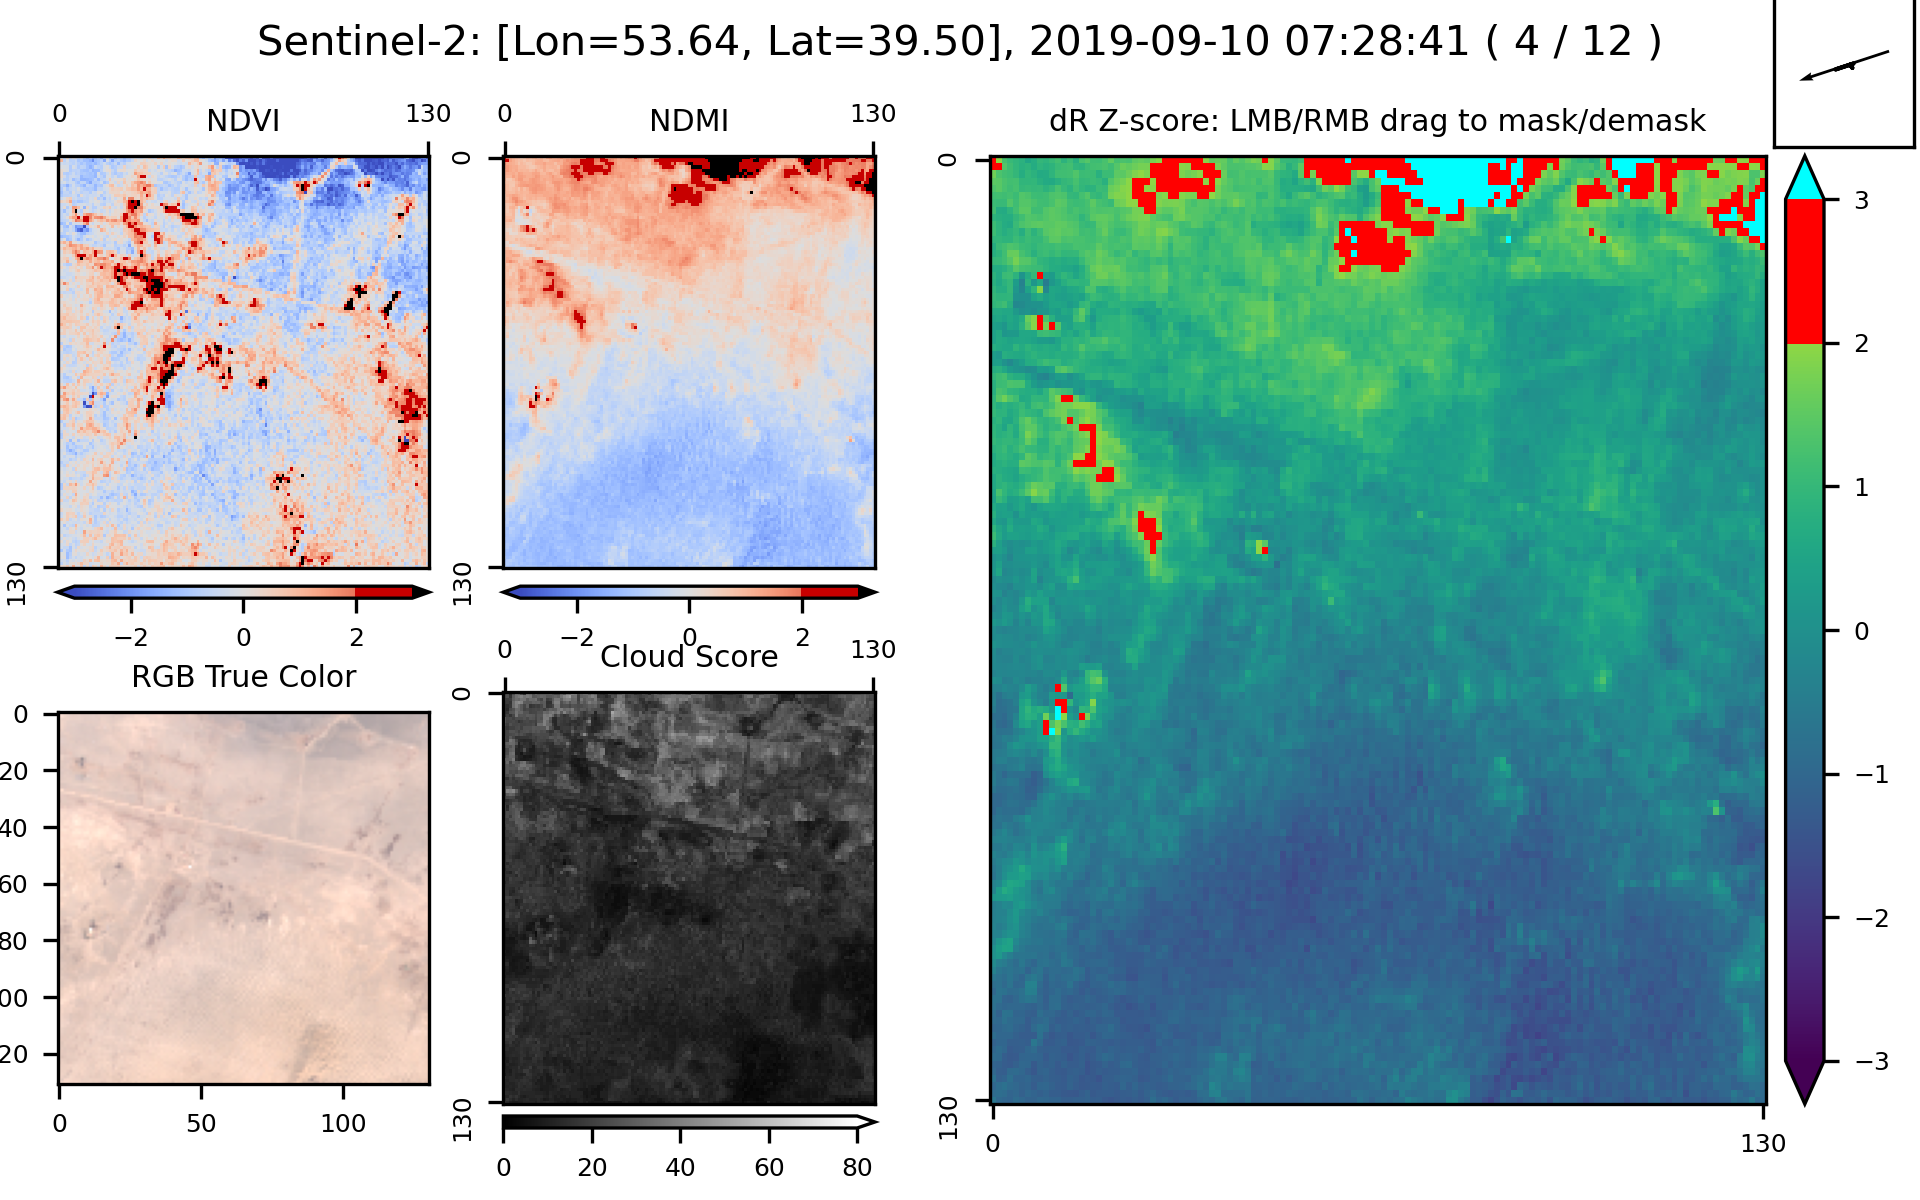 Sentinel-2: [Lon=53.64, Lat=39.50], 2019-09-10 07:28:41 ( 4 / 12 )
0 NDVI 130
0
130
−2 0 2
0 130
NDMI
0
130
−2 0 2
dR Z-score: LMB/RMB drag to mask/demask
0
130
0 130
3
2
1
0
−1
−2
−3
RGB True Color
0
20
40
60
80
00
20
0 50 100
0 130
Cloud Score
0
130
0 20 40 60 80